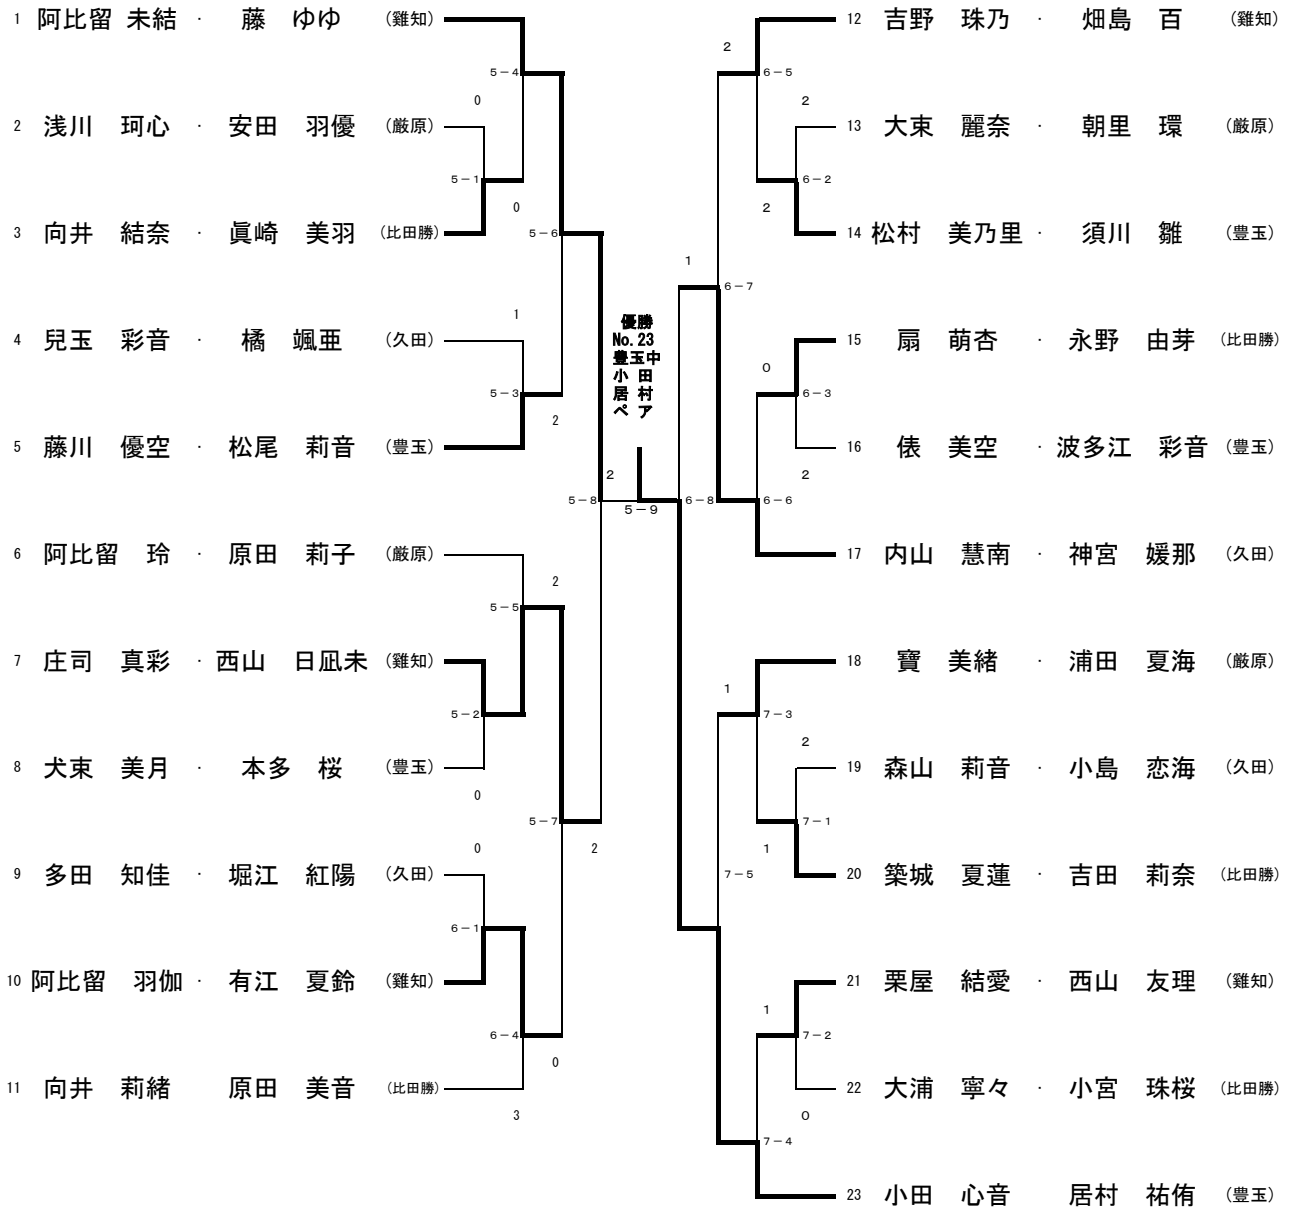 1 阿比留 未結 ・ 藤 ゆゆ (雞知)
2 浅川 珂心 ・ 安田 羽優 (厳原)
3 向井 結奈 ・ 眞崎 美羽 (比田勝)
4 兒玉 彩音 ・ 橘 颯亜 (久田)
5 藤川 優空 ・ 松尾 莉音 (豊玉)
6 阿比留 玲 ・ 原田 莉子 (厳原)
7 庄司 真彩 ・ 西山 日凪未 (雞知)
8 犬束 美月 ・ 本多 桜 (豊玉)
9 多田 知佳 ・ 堀江 紅陽 (久田)
10 阿比留 羽伽 ・ 有江 夏鈴 (雞知)
11 向井 莉緒 原田 美音 (比田勝)
5-4
0
5-1
0
5-6
1
5-3
2
2
5-8
5-5
2
5-2
0
5-7
0
2
6-1
6-4
0
3
優勝
No.23
豊玉中
小 田
居 村
ペ ア
5-9
12 吉野 珠乃 ・ 畑島 百 (雞知)
13 大束 麗奈 ・ 朝里 環 (厳原)
14 松村 美乃里 ・ 須川 雛 (豊玉)
15 扇 萌杏 ・ 永野 由芽 (比田勝)
16 俵 美空 ・ 波多江 彩音 (豊玉)
17 内山 慧南 ・ 神宮 媛那 (久田)
18 寶 美緒 ・ 浦田 夏海 (厳原)
19 森山 莉音 ・ 小島 恋海 (久田)
20 築城 夏蓮 ・ 吉田 莉奈 (比田勝)
21 栗屋 結愛 ・ 西山 友理 (雞知)
22 大浦 寧々 ・ 小宮 珠桜 (比田勝)
23 小田 心音 居村 祐侑 (豊玉)
2
6-5
2
6-2
2
1
6-7
0
6-3
2
6-8
6-6
1
7-3
2
7-1
1
7-5
1
7-2
0
7-4